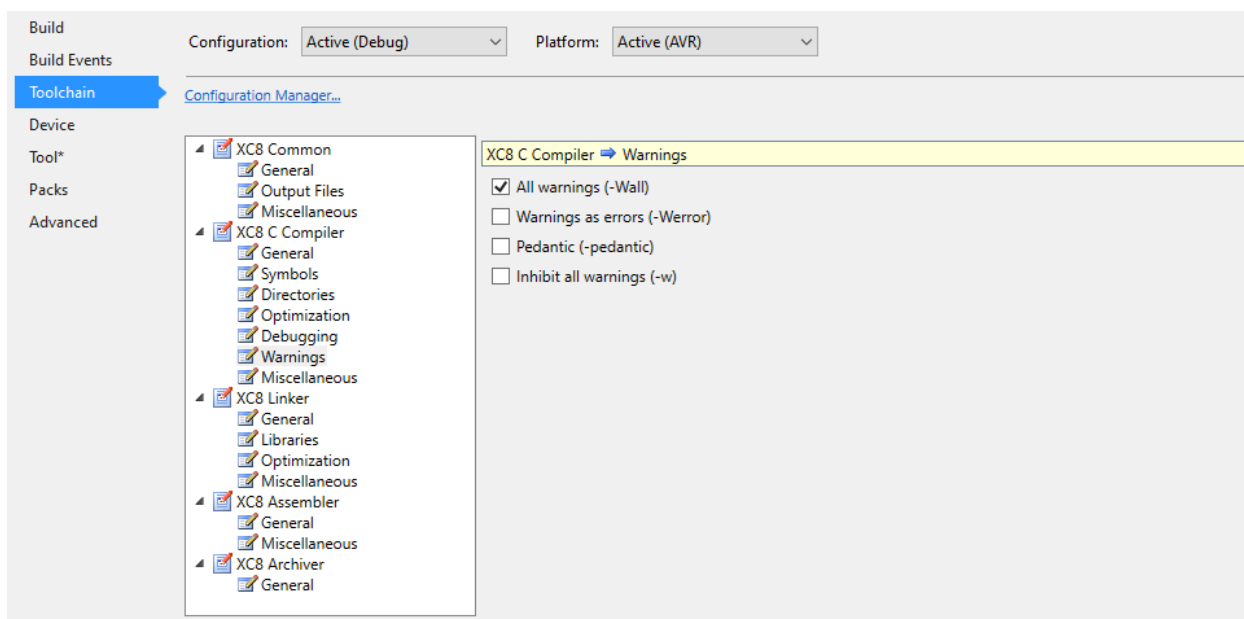 Build
Build Events
Toolchain
Device
Tool*
Packs
Advanced
Configuration: Active (Debug) Platform: Active (AVR)
Configuration Manager...
XC8 Common
General
Output Files
Miscellaneous
XC8 C Compiler
General
Symbols
Directories
Optimization
Debugging
Warnings
Miscellaneous
XC8 Linker
General
Libraries
Optimization
Miscellaneous
XC8 Assembler
General
Miscellaneous
XC8 Archiver
General
XC8 C Compiler ➡ Warnings
All warnings (-Wall)
Warnings as errors (-Werror)
Pedantic (-pedantic)
Inhibit all warnings (-w)